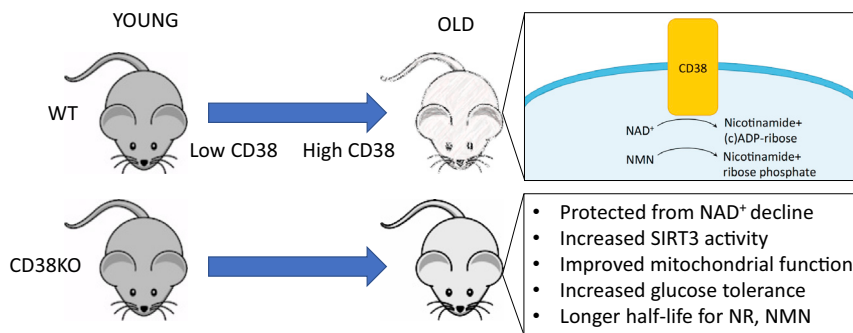 YOUNG
OLD
WT
Low CD38
High CD38
CD38
NAD⁺
Nicotinamide+
(c)ADP-ribose
NMN
Nicotinamide+
ribose phosphate
CD38KO
• Protected from NAD⁺ decline
• Increased SIRT3 activity
• Improved mitochondrial function
• Increased glucose tolerance
• Longer half-life for NR, NMN